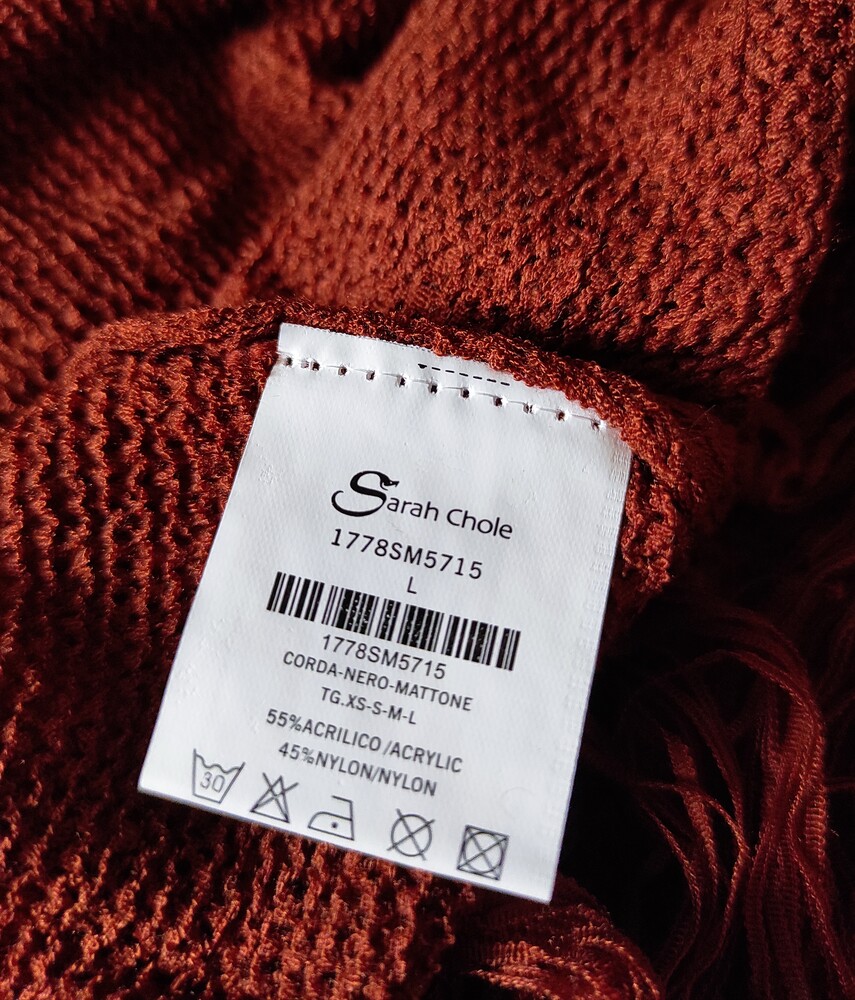 Sarah Chole
1778SM5715
L
1778SM5715
CORDA-NERO-MATTONE
TG.XS-S-M-L
55%ACRILICO/ACRYLIC
45%NYLON/NYLON
30